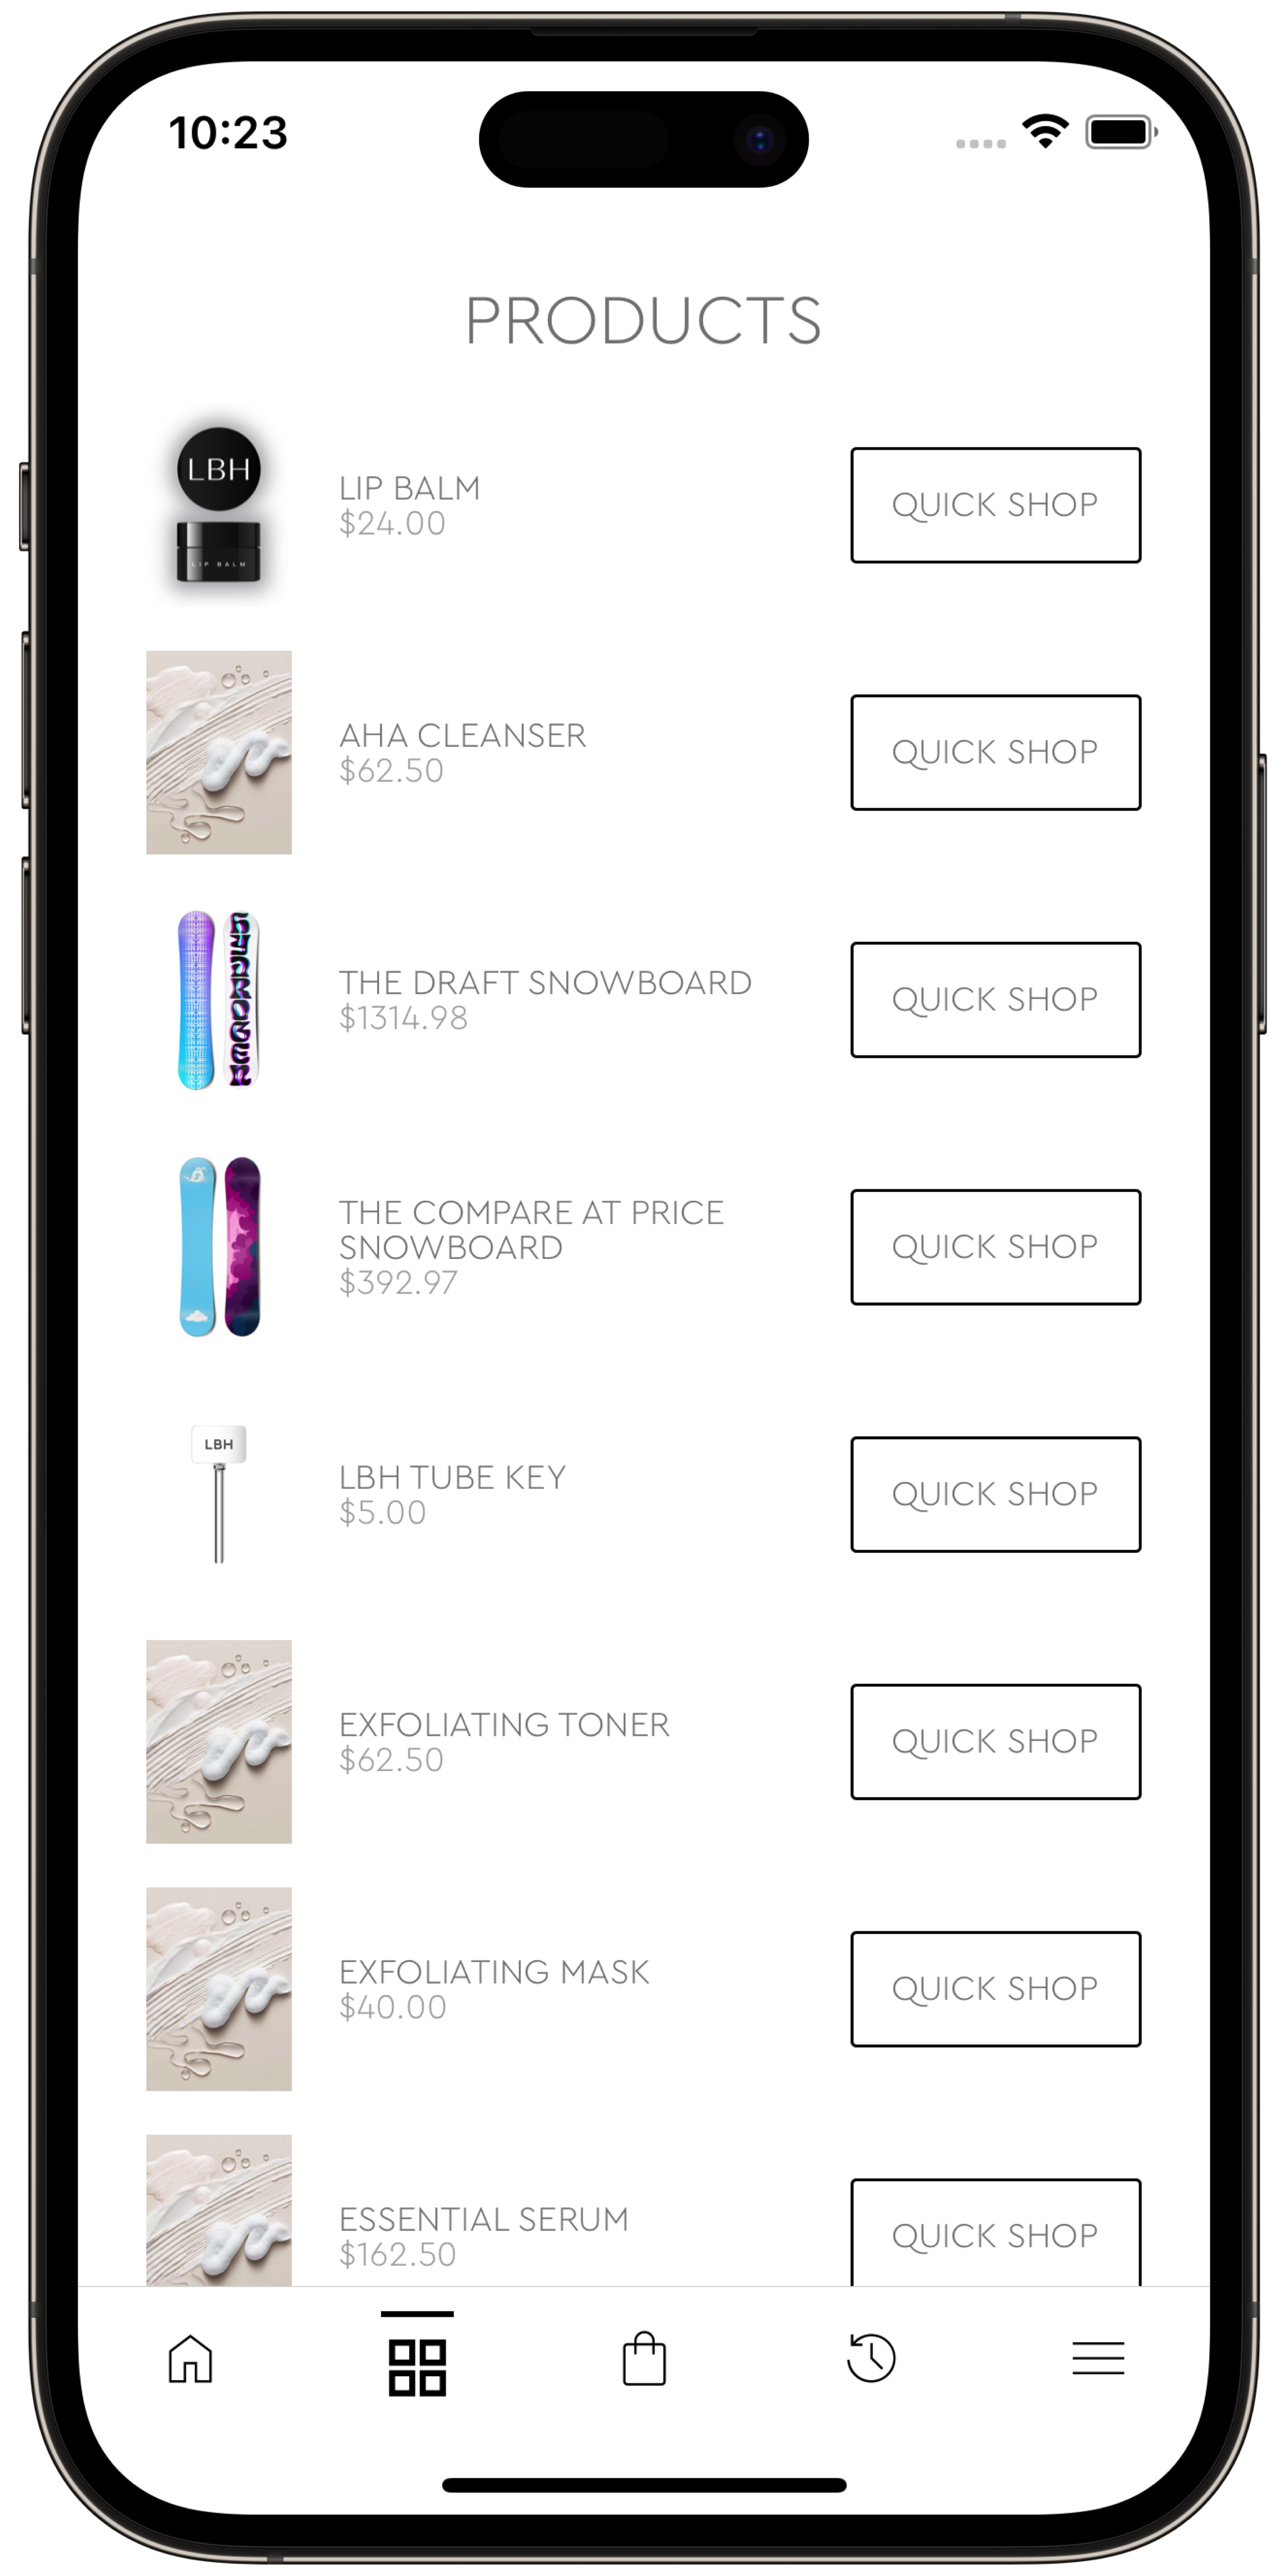 10:23
PRODUCTS
LBH
LIP BALM
LIP BALM
$24.00
QUICK SHOP
AHA CLEANSER
$62.50
QUICK SHOP
THE DRAFT SNOWBOARD
$1314.98
QUICK SHOP
THE COMPARE AT PRICE
SNOWBOARD
$392.97
QUICK SHOP
LBH
LBH TUBE KEY
$5.00
QUICK SHOP
EXFOLIATING TONER
$62.50
QUICK SHOP
EXFOLIATING MASK
$40.00
QUICK SHOP
ESSENTIAL SERUM
$162.50
QUICK SHOP